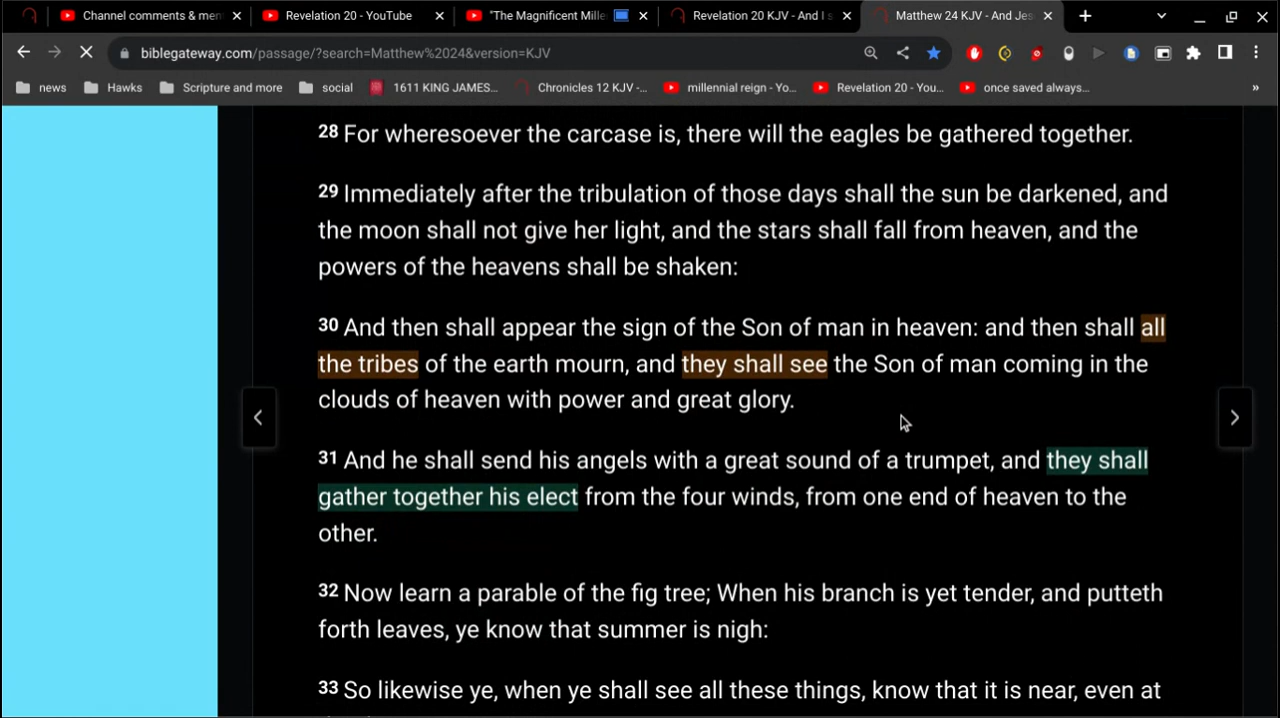 Channel comments & men
Revelation 20 - YouTube
"The Magnificent Mille
Revelation 20 KJV - And I s
Matthew 24 KJV - And Jes
biblegateway.com/passage/?search=Matthew%2024&version=KJV
news
Hawks
Scripture and more
social
1611 KING JAMES...
Chronicles 12 KJV -...
millennial reign - Yo...
Revelation 20 - You...
once saved always...
28 For wheresoever the carcase is, there will the eagles be gathered together.
29 Immediately after the tribulation of those days shall the sun be darkened, and
the moon shall not give her light, and the stars shall fall from heaven, and the
powers of the heavens shall be shaken:
30 And then shall appear the sign of the Son of man in heaven: and then shall all
the tribes of the earth mourn, and they shall see the Son of man coming in the
clouds of heaven with power and great glory.
31 And he shall send his angels with a great sound of a trumpet, and they shall
gather together his elect from the four winds, from one end of heaven to the
other.
32 Now learn a parable of the fig tree; When his branch is yet tender, and putteth
forth leaves, ye know that summer is nigh:
33 So likewise ye, when ye shall see all these things, know that it is near, even at